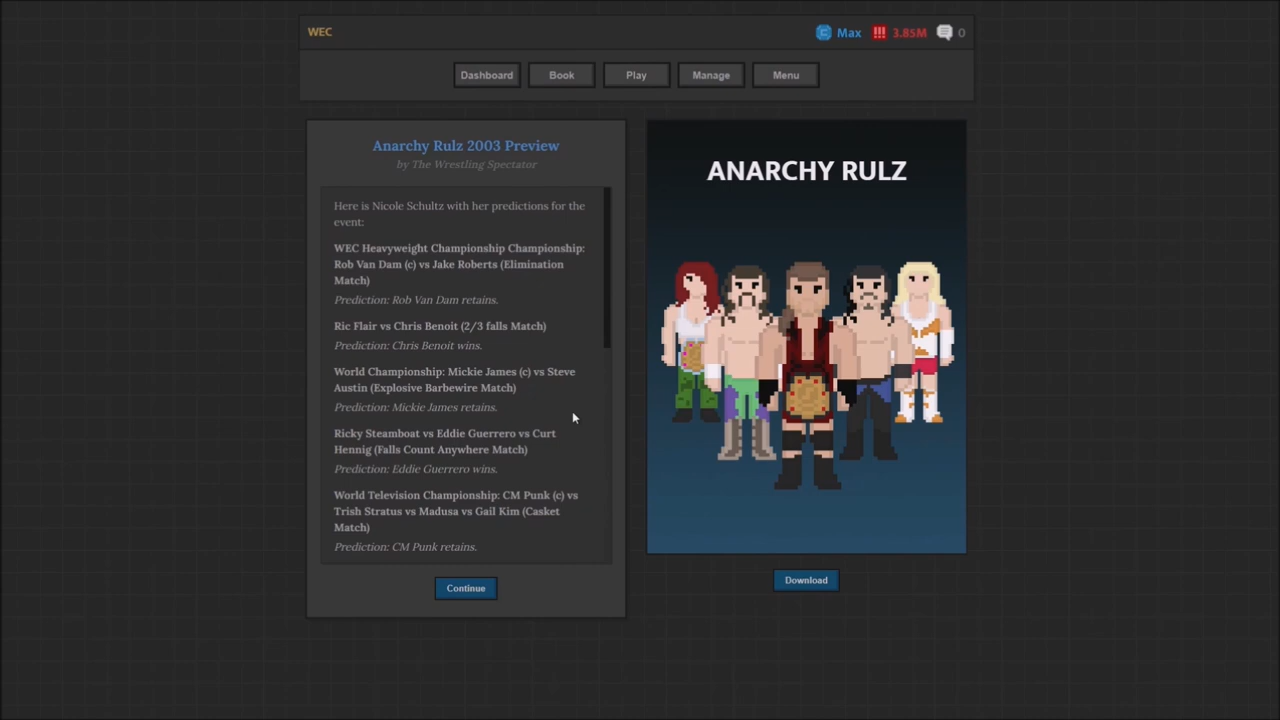 WEC
Max
3.85M
0
Dashboard
Book
Play
Manage
Menu
Anarchy Rulz 2003 Preview
by The Wrestling Spectator
Here is Nicole Schultz with her predictions for the
event:
WEC Heavyweight Championship Championship:
Rob Van Dam (c) vs Jake Roberts (Elimination
Match)
Prediction: Rob Van Dam retains.
Ric Flair vs Chris Benoit (2/3 falls Match)
Prediction: Chris Benoit wins.
World Championship: Mickie James (c) vs Steve
Austin (Explosive Barbewire Match)
Prediction: Mickie James retains.
Ricky Steamboat vs Eddie Guerrero vs Curt
Hennig (Falls Count Anywhere Match)
Prediction: Eddie Guerrero wins.
World Television Championship: CM Punk (c) vs
Trish Stratus vs Madusa vs Gail Kim (Casket
Match)
Prediction: CM Punk retains.
Continue
ANARCHY RULZ
Download